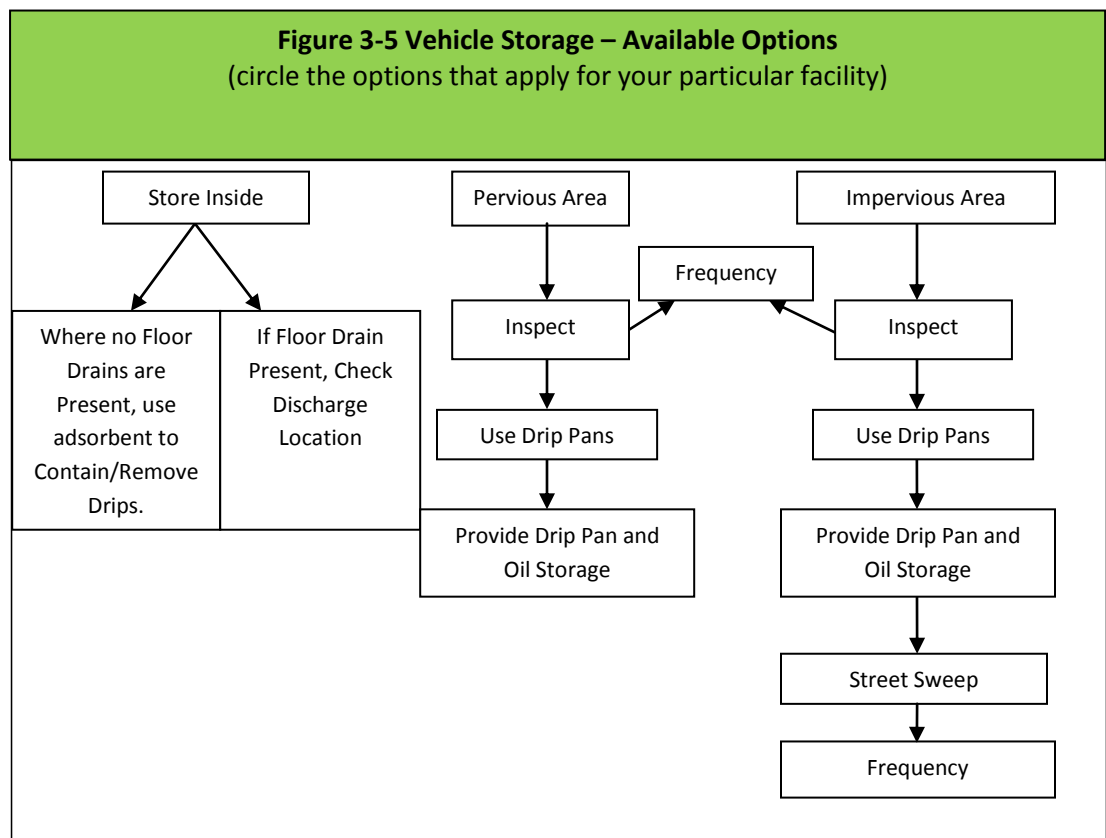 Figure 3-5 Vehicle Storage – Available Options
(circle the options that apply for your particular facility)
Store Inside
Pervious Area
Impervious Area
Frequency
Inspect
Inspect
Where no Floor
Drains are
Present, use
adsorbent to
Contain/Remove
Drips.
If Floor Drain
Present, Check
Discharge
Location
Use Drip Pans
Use Drip Pans
Provide Drip Pan and
Oil Storage
Provide Drip Pan and
Oil Storage
Street Sweep
Frequency